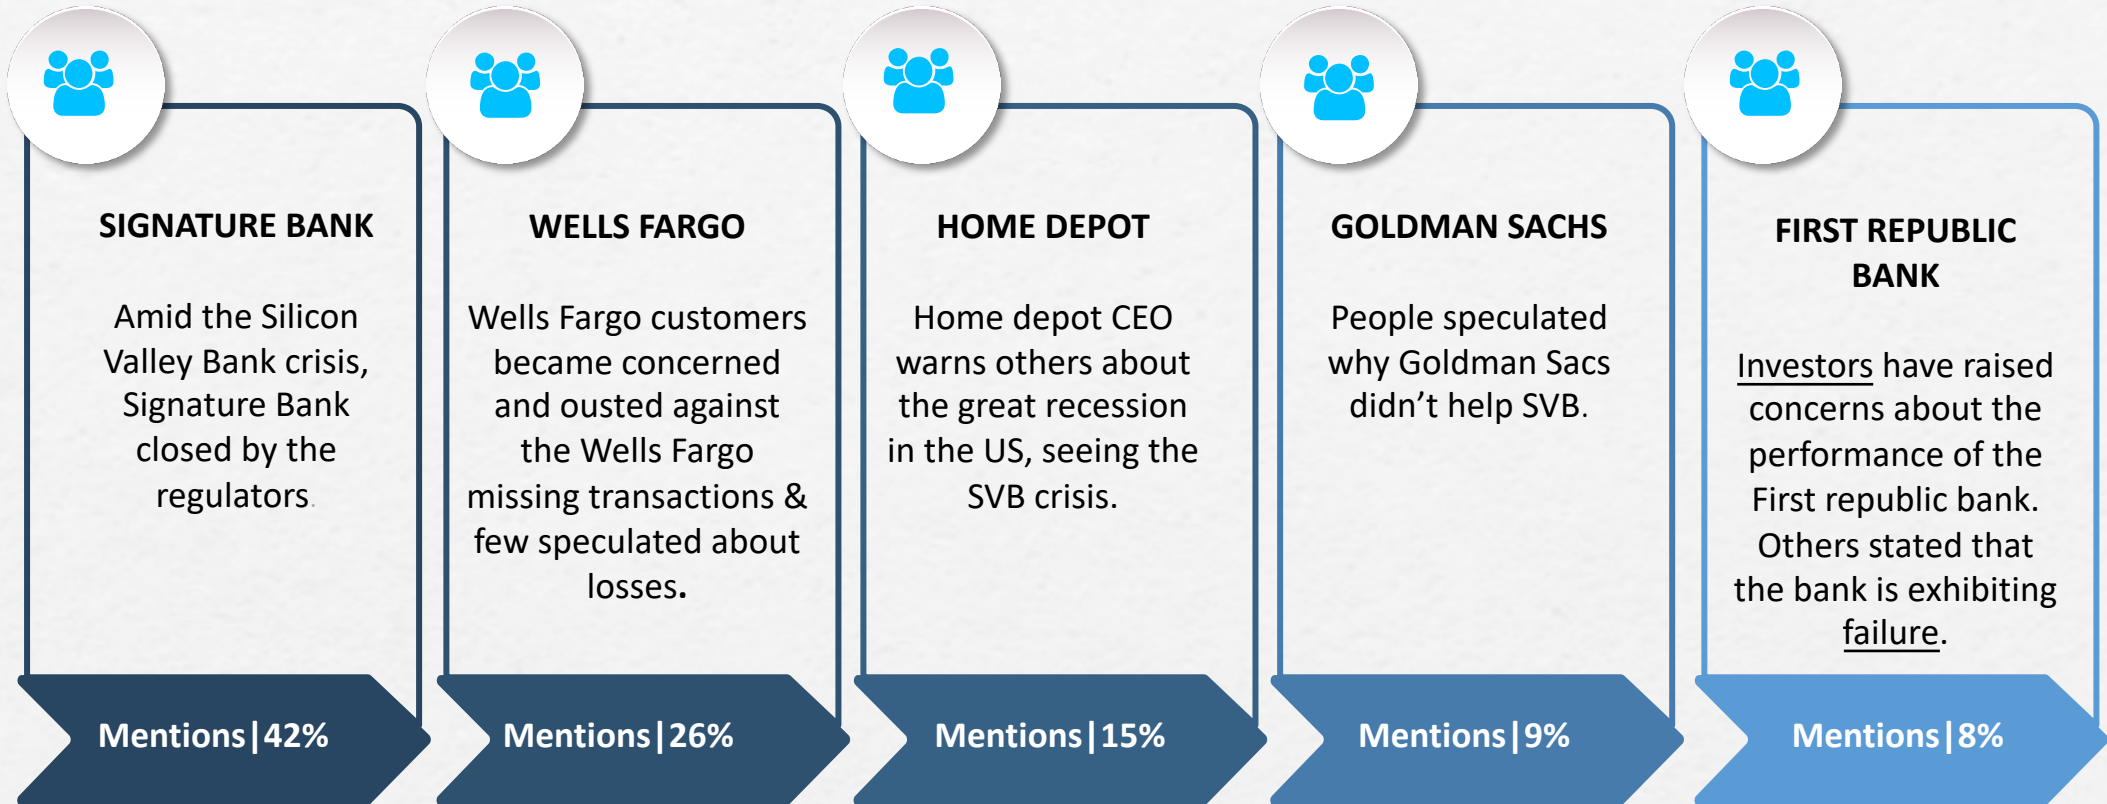 SIGNATURE BANK
Amid the Silicon
Valley Bank crisis,
Signature Bank
closed by the
regulators.
Mentions|42%
WELLS FARGO
Wells Fargo customers
became concerned
and ousted against
the Wells Fargo
missing transactions &
few speculated about
losses.
Mentions|26%
HOME DEPOT
Home depot CEO
warns others about
the great recession
in the US, seeing the
SVB crisis.
Mentions|15%
GOLDMAN SACHS
People speculated
why Goldman Sacs
didn’t help SVB.
Mentions|9%
FIRST REPUBLIC
BANK
Investors have raised
concerns about the
performance of the
First republic bank.
Others stated that
the bank is exhibiting
failure.
Mentions|8%